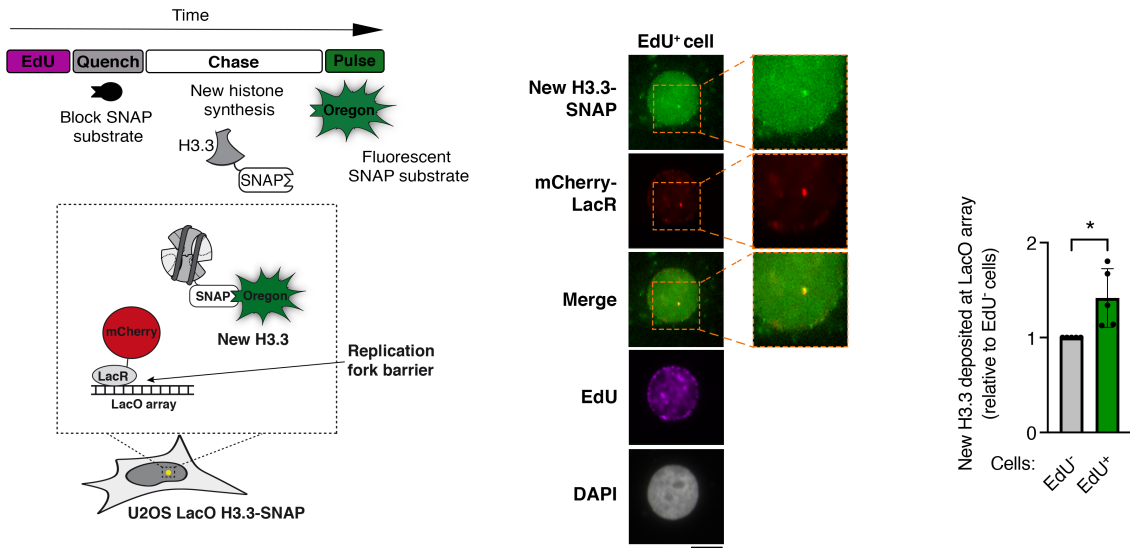 Time
EdU
Quench
Chase
Pulse
Block SNAP
substrate
New histone
synthesis
H3.3
SNAP
Oregon
Fluorescent
SNAP substrate
SNAP
Oregon
New H3.3
mCherry
LacR
LacO array
Replication
fork barrier
U2OS LacO H3.3-SNAP
EdU⁺ cell
New H3.3-
SNAP
mCherry-
LacR
Merge
EdU
DAPI
New H3.3 deposited at LacO array
(relative to EdU⁻ cells)
2
1
0
*
Cells:
EdU⁻
EdU⁺